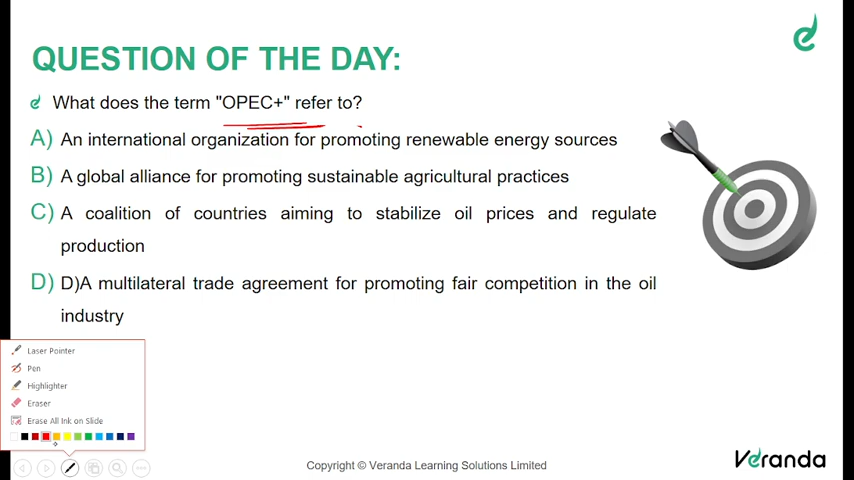 QUESTION OF THE DAY:
What does the term "OPEC+" refer to?
A) An international organization for promoting renewable energy sources
B) A global alliance for promoting sustainable agricultural practices
C) A coalition of countries aiming to stabilize oil prices and regulate
production
D) D)A multilateral trade agreement for promoting fair competition in the oil
industry
Laser Pointer
Pen
Highlighter
Eraser
Erase All Ink on Slide
Copyright © Veranda Learning Solutions Limited
Veranda